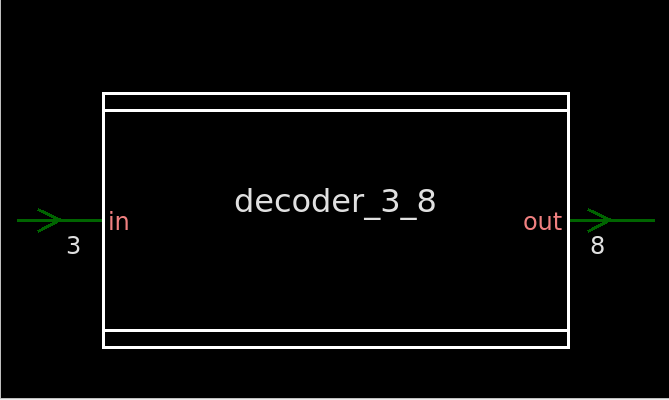 decoder_3_8
in
out
3
8